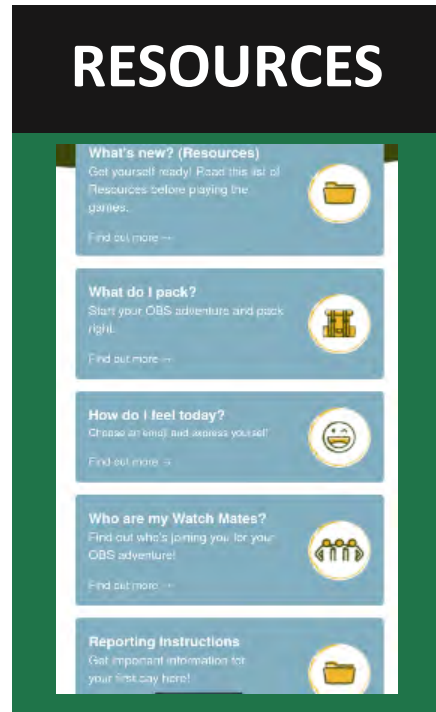 RESOURCES
What's new? (Resources)
Get yourself ready! Read this list of
Resources before playing the
games.
Find out more →
What do I pack?
Start your OBS adventure and pack
right.
Find out more →
How do I feel today?
Choose an emoji and express yourself!
Find out more →
Who are my Watch Mates?
Find out who's joining you for your
OBS adventure!
Find out more →
Reporting Instructions
Get important information for
your first day here!